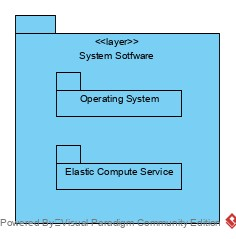 <<layer>>
System Sotfware
Operating System
Elastic Compute Service
Powered By Visual Paradigm Community Edition